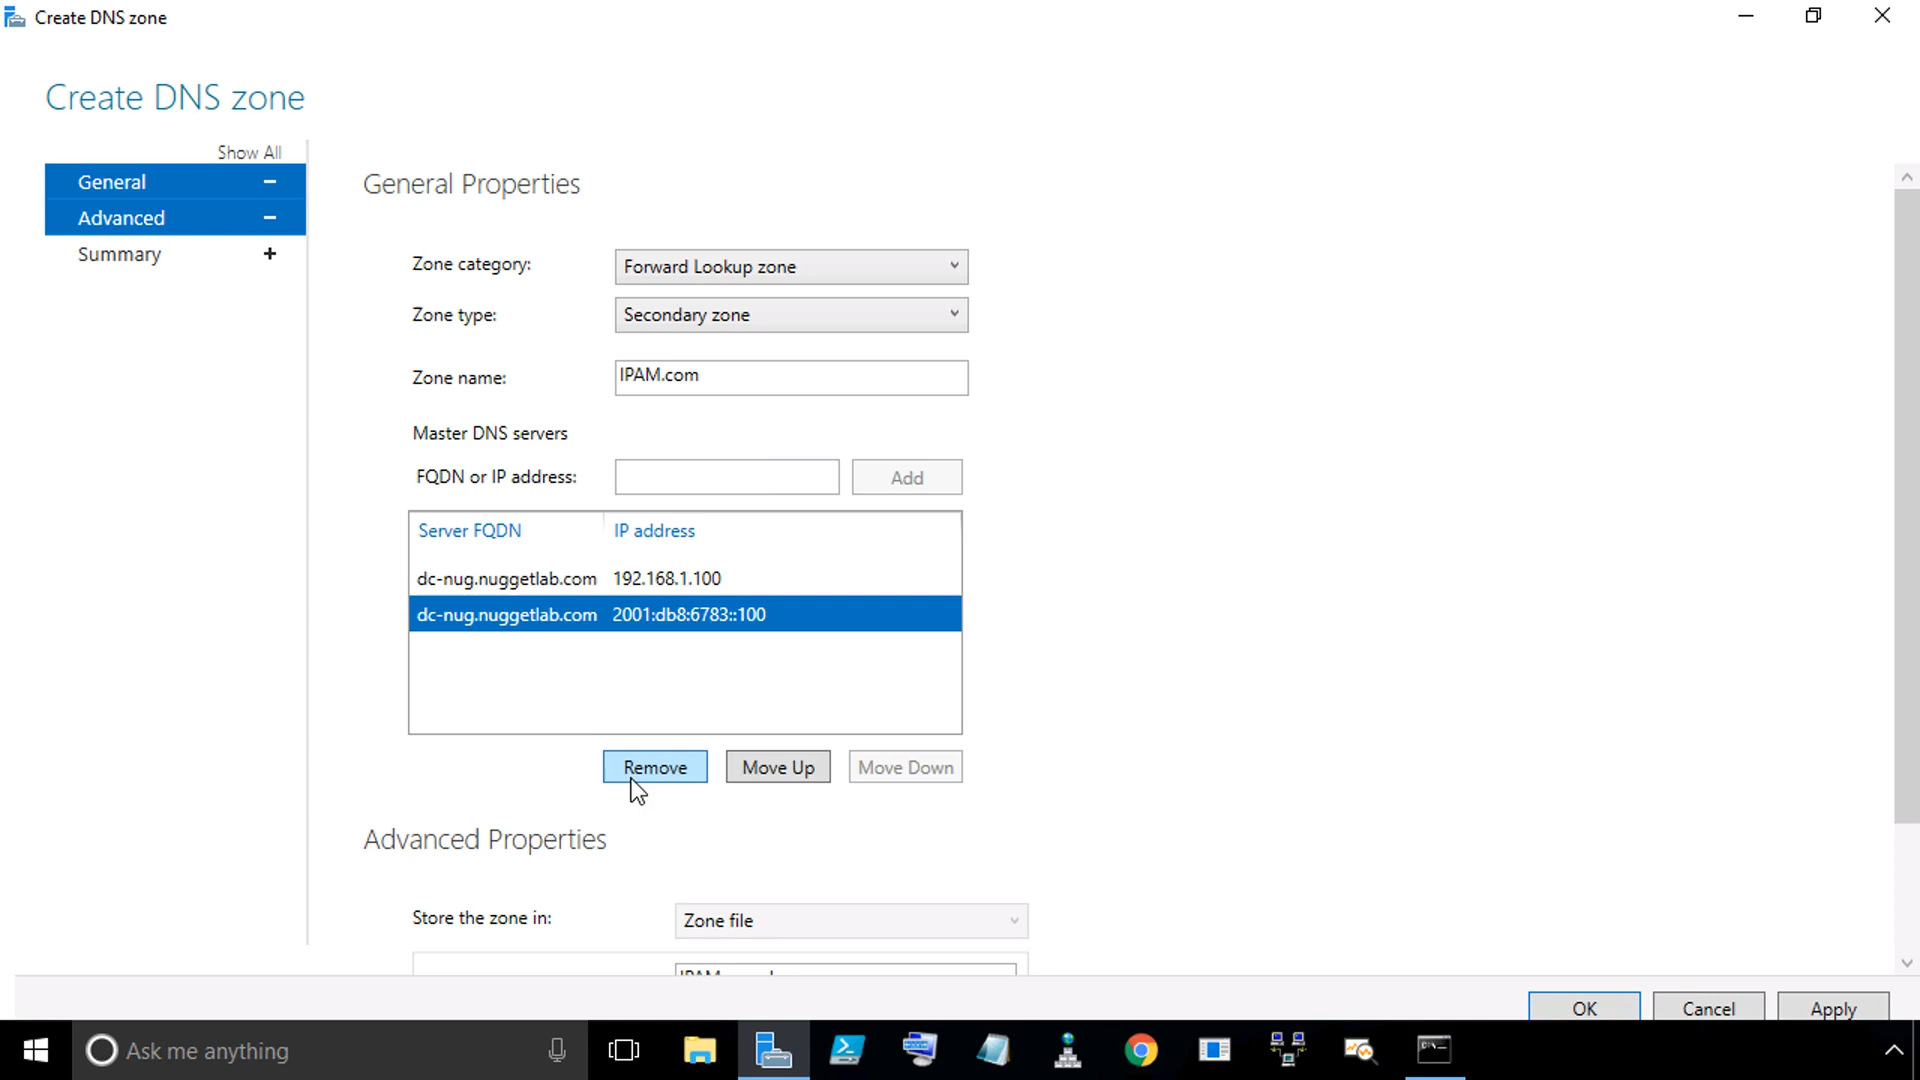 Create DNS zone
Create DNS zone
Show All
General
Advanced
Summary
General Properties
Zone category: Forward Lookup zone
Zone type: Secondary zone
Zone name: IPAM.com
Master DNS servers
FQDN or IP address: Add
Server FQDN IP address
dc-nug.nuggetlab.com 192.168.1.100
dc-nug.nuggetlab.com 2001:db8:6783::100
Remove Move Up Move Down
Advanced Properties
Store the zone in: Zone file
OK Cancel Apply
Ask me anything